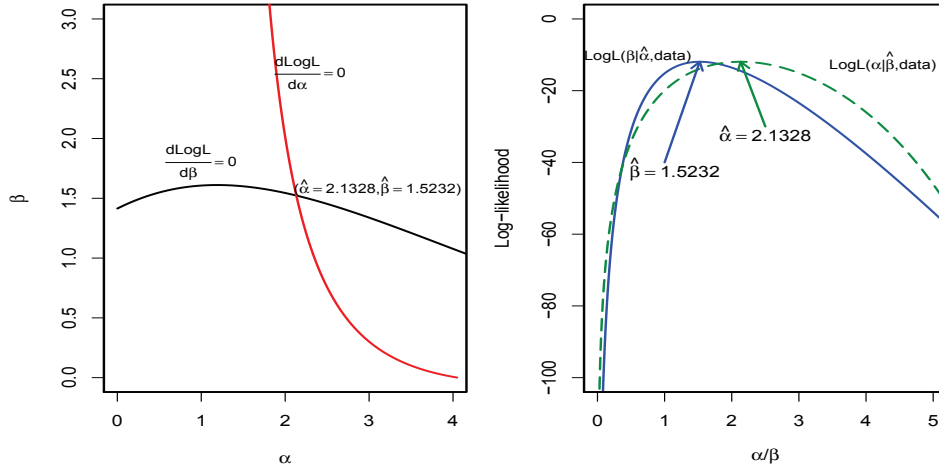 3.0
2.5
2.0
1.5
1.0
0.5
0.0
β
dLogL/dα = 0
dLogL/dβ = 0
(α̂ = 2.1328, β̂ = 1.5232)
0 1 2 3 4
α
0
−20
−40
−60
−80
−100
Log−likelihood
LogL(β|α̂,data)
LogL(α|β̂,data)
α̂ = 2.1328
β̂ = 1.5232
0 1 2 3 4 5
α/β